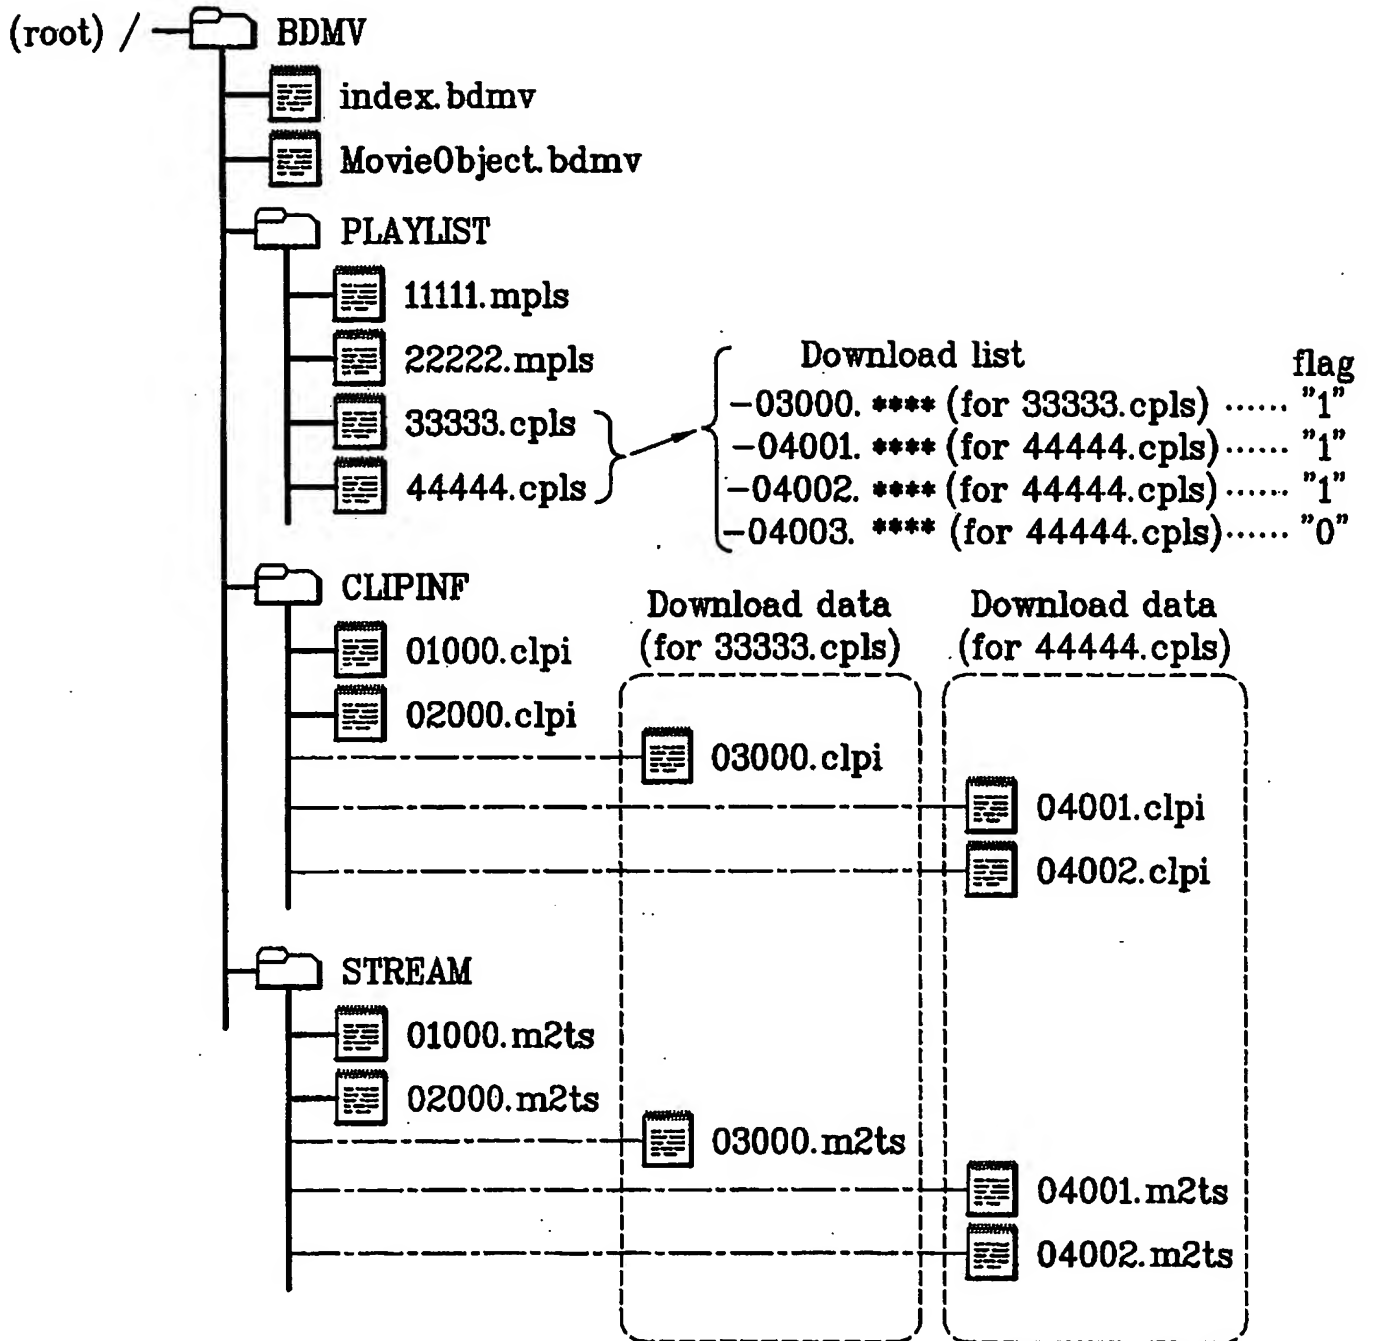 (root) / BDMV
index.bdmv
MovieObject.bdmv
PLAYLIST
11111.mpls
22222.mpls
33333.cpls
44444.cpls
Download list flag
-03000. **** (for 33333.cpls) ...... "1"
-04001. **** (for 44444.cpls) ...... "1"
-04002. **** (for 44444.cpls) ...... "1"
-04003. **** (for 44444.cpls) ...... "0"
CLIPINF
01000.clpi
02000.clpi
Download data
(for 33333.cpls)
03000.clpi
Download data
(for 44444.cpls)
04001.clpi
04002.clpi
STREAM
01000.m2ts
02000.m2ts
03000.m2ts
04001.m2ts
04002.m2ts